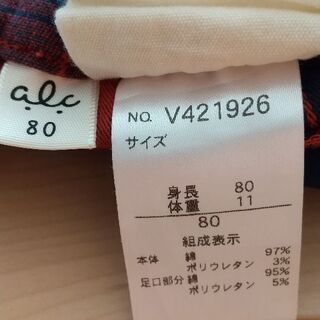 a.l.c
80
NO. V421926
サイズ
身長 80
体重 11
80
組成表示
本体 綿 97%
ポリウレタン 3%
足口部分 綿 95%
ポリウレタン 5%